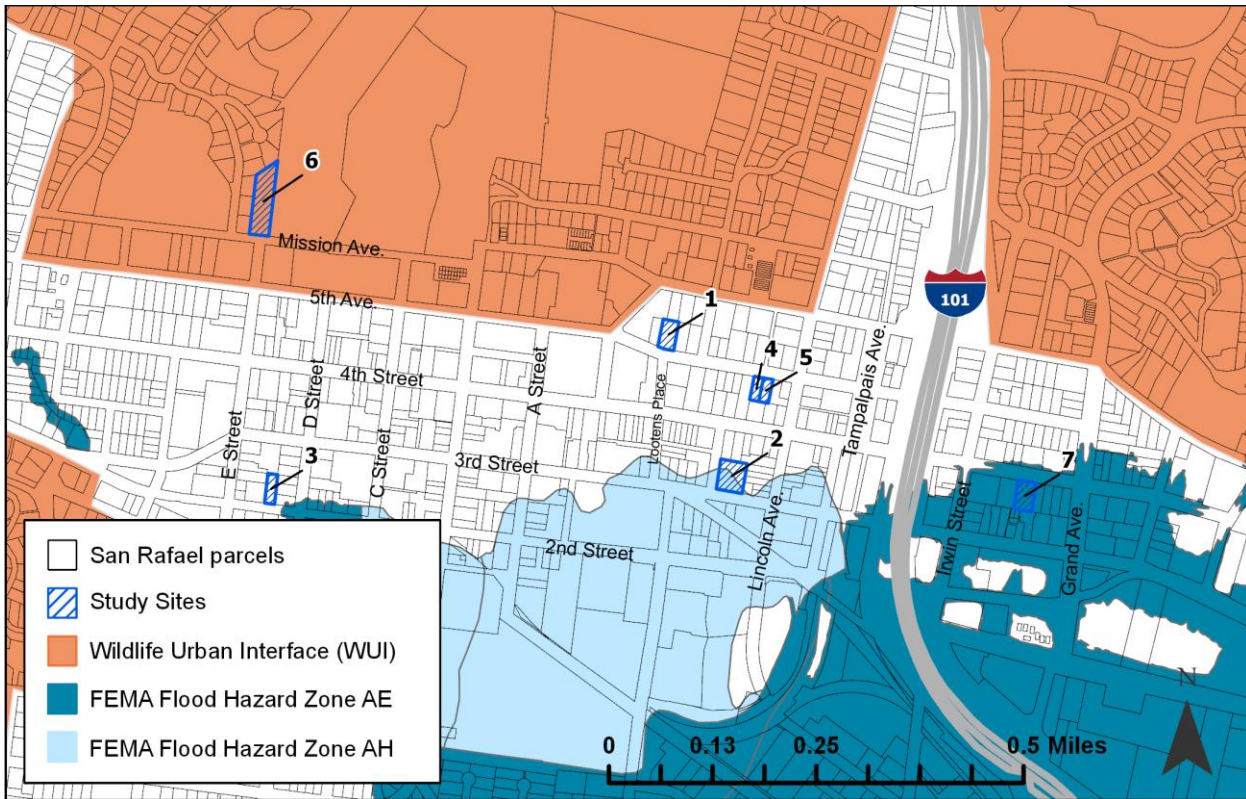 6
Mission Ave.
5th Ave.
1
101
4
5
4th Street
D Street
A Street
Tampalpais Ave.
Lootens Place
E Street
C Street
3
3rd Street
2
7
2nd Street
Lincoln Ave.
Irwin Street
Grand Ave.
San Rafael parcels
Study Sites
Wildlife Urban Interface (WUI)
FEMA Flood Hazard Zone AE
FEMA Flood Hazard Zone AH
N
0 0.13 0.25 0.5 Miles